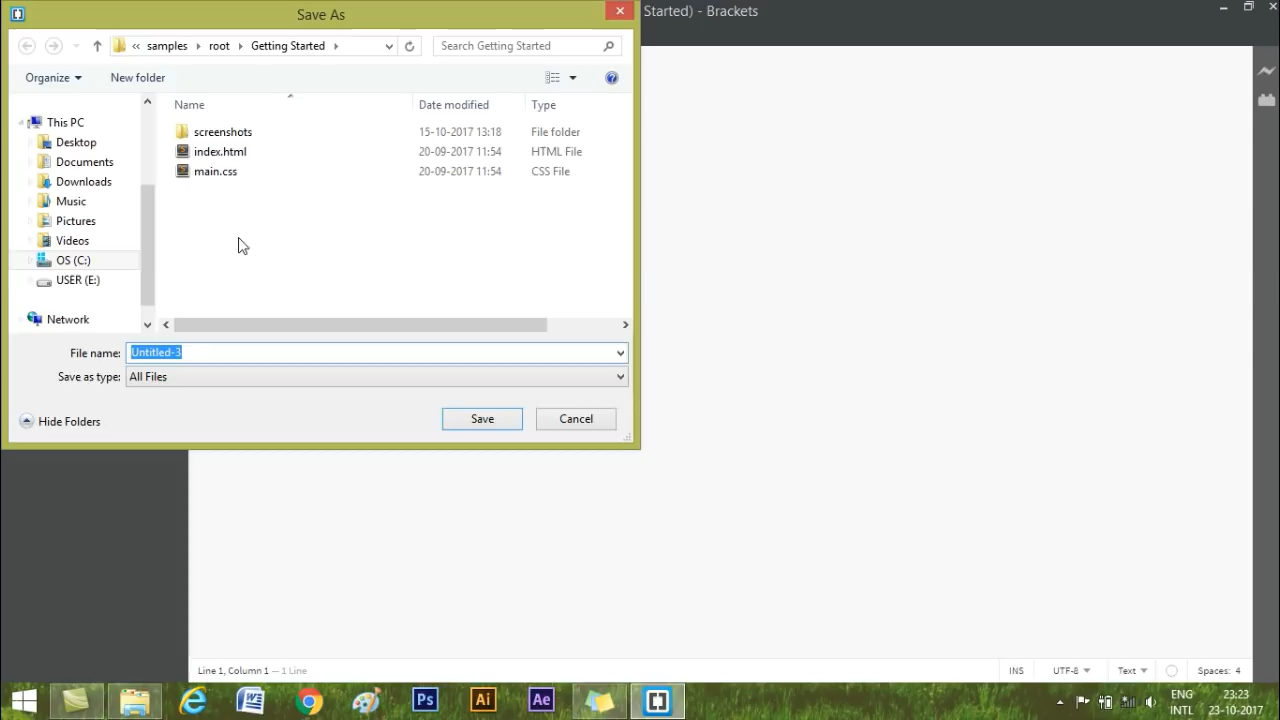 Save As
Started) - Brackets
samples
root
Getting Started
Search Getting Started
Organize
New folder
Name
Date modified
Type
This PC
Desktop
Documents
Downloads
Music
Pictures
Videos
OS (C:)
USER (E:)
Network
screenshots
15-10-2017 13:18
File folder
index.html
20-09-2017 11:54
HTML File
main.css
20-09-2017 11:54
CSS File
File name:
Untitled-3
Save as type:
All Files
Hide Folders
Save
Cancel
Line 1, Column 1 — 1 Line
INS
UTF-8
Text
Spaces: 4
Ps
Ai
Ae
ENG
INTL
23:23
23-10-2017